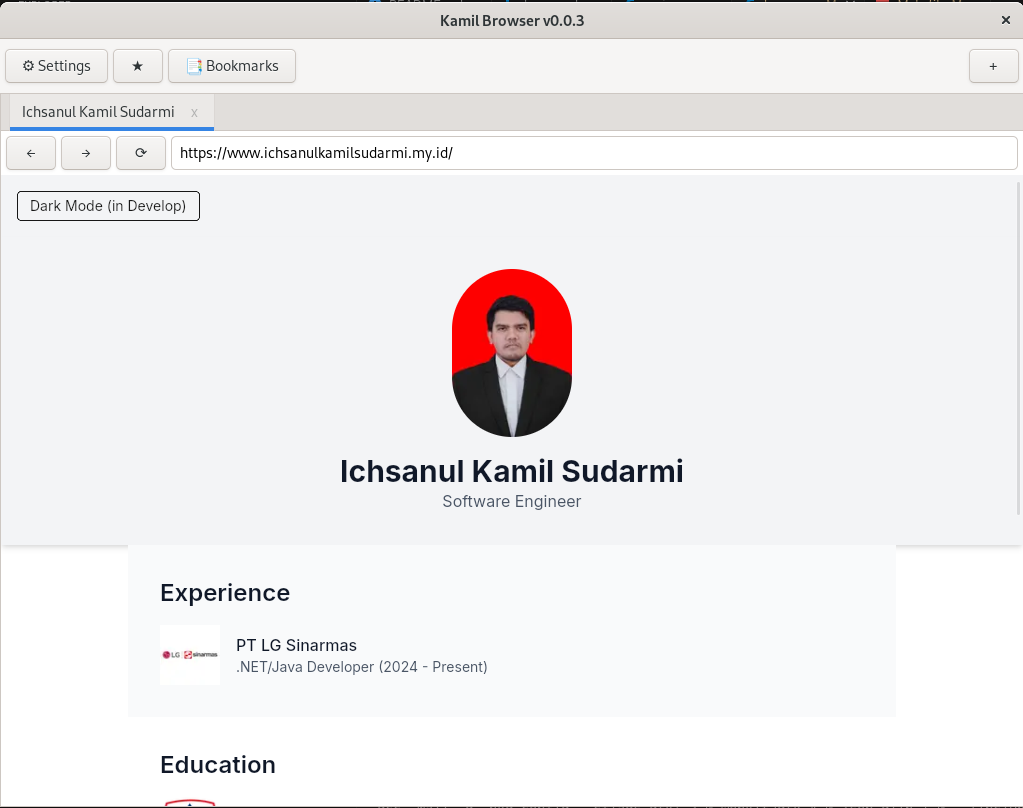 Kamil Browser v0.0.3 ×
⚙ Settings ★ 📑 Bookmarks +
Ichsanul Kamil Sudarmi x
← → ⟳ https://www.ichsanulkamilsudarmi.my.id/
Dark Mode (in Develop)
Ichsanul Kamil Sudarmi
Software Engineer
Experience
LG sinarmas
PT LG Sinarmas
.NET/Java Developer (2024 - Present)
Education